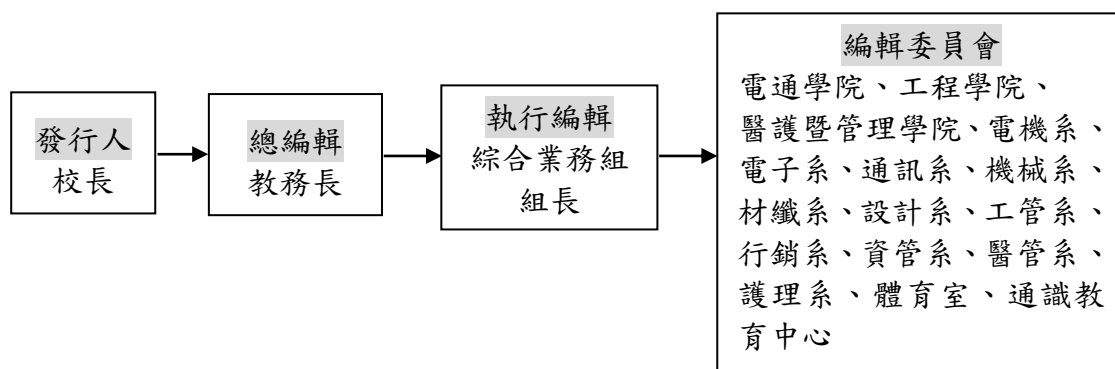 發行人
校長
總編輯
教務長
執行編輯
綜合業務組
組長
編輯委員會
電通學院、工程學院、
醫護暨管理學院、電機系、
電子系、通訊系、機械系、
材纖系、設計系、工管系、
行銷系、資管系、醫管系、
護理系、體育室、通識教
育中心